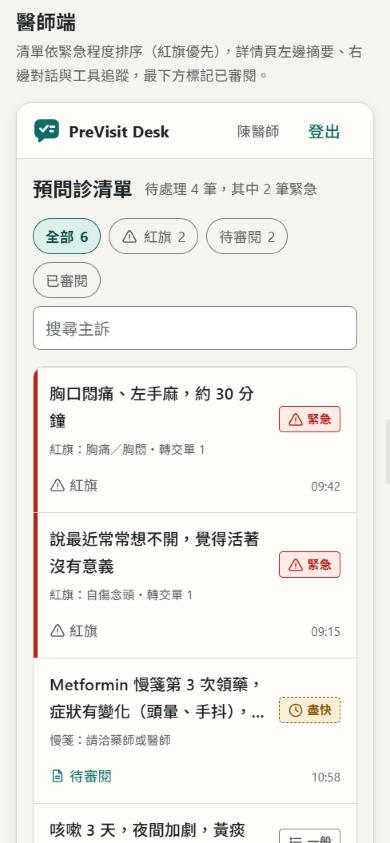 醫師端
清單依緊急程度排序（紅旗優先），詳情頁左邊摘要、右
邊對話與工具追蹤，最下方標記已審閱。
PreVisit Desk
陳醫師
登出
預問診清單
待處理 4 筆，其中 2 筆緊急
全部 6
紅旗 2
待審閱 2
已審閱
搜尋主訴
胸口悶痛、左手麻，約 30 分
鐘
緊急
紅旗：胸痛／胸悶・轉交單 1
紅旗
09:42
說最近常常想不開，覺得活著
沒有意義
緊急
紅旗：自傷念頭・轉交單 1
紅旗
09:15
Metformin 慢箋第 3 次領藥，
症狀有變化（頭暈、手抖），...
盡快
慢箋：請洽藥師或醫師
待審閱
10:58
咳嗽 3 天，夜間加劇，黃痰
一般